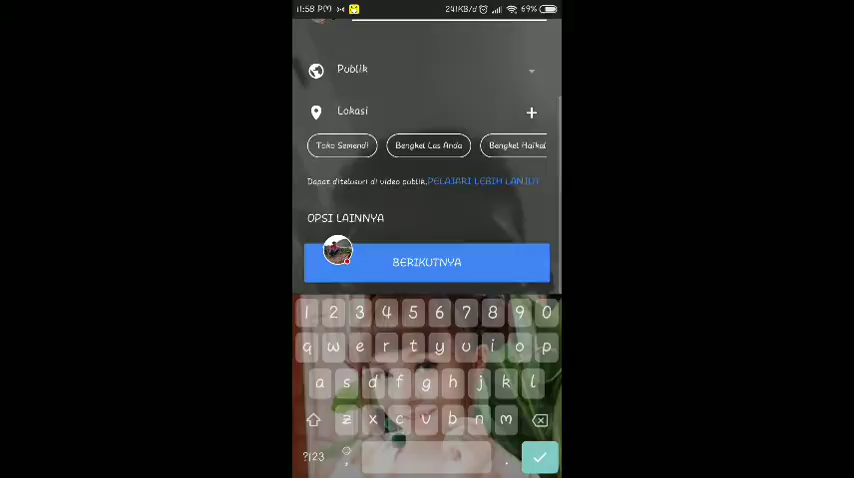 11:58 PM 241KB/d 69%
Publik
Lokasi
Toko Semendi Bengkel Las Anda Bengkel Haikal
Dapat ditelusuri di video publik.PELAJARI LEBIH LANJUT
OPSI LAINNYA
BERIKUTNYA
1 2 3 4 5 6 7 8 9 0
q w e r t y u i o p
a s d f g h j k l
z x c v b n m
?123 , .